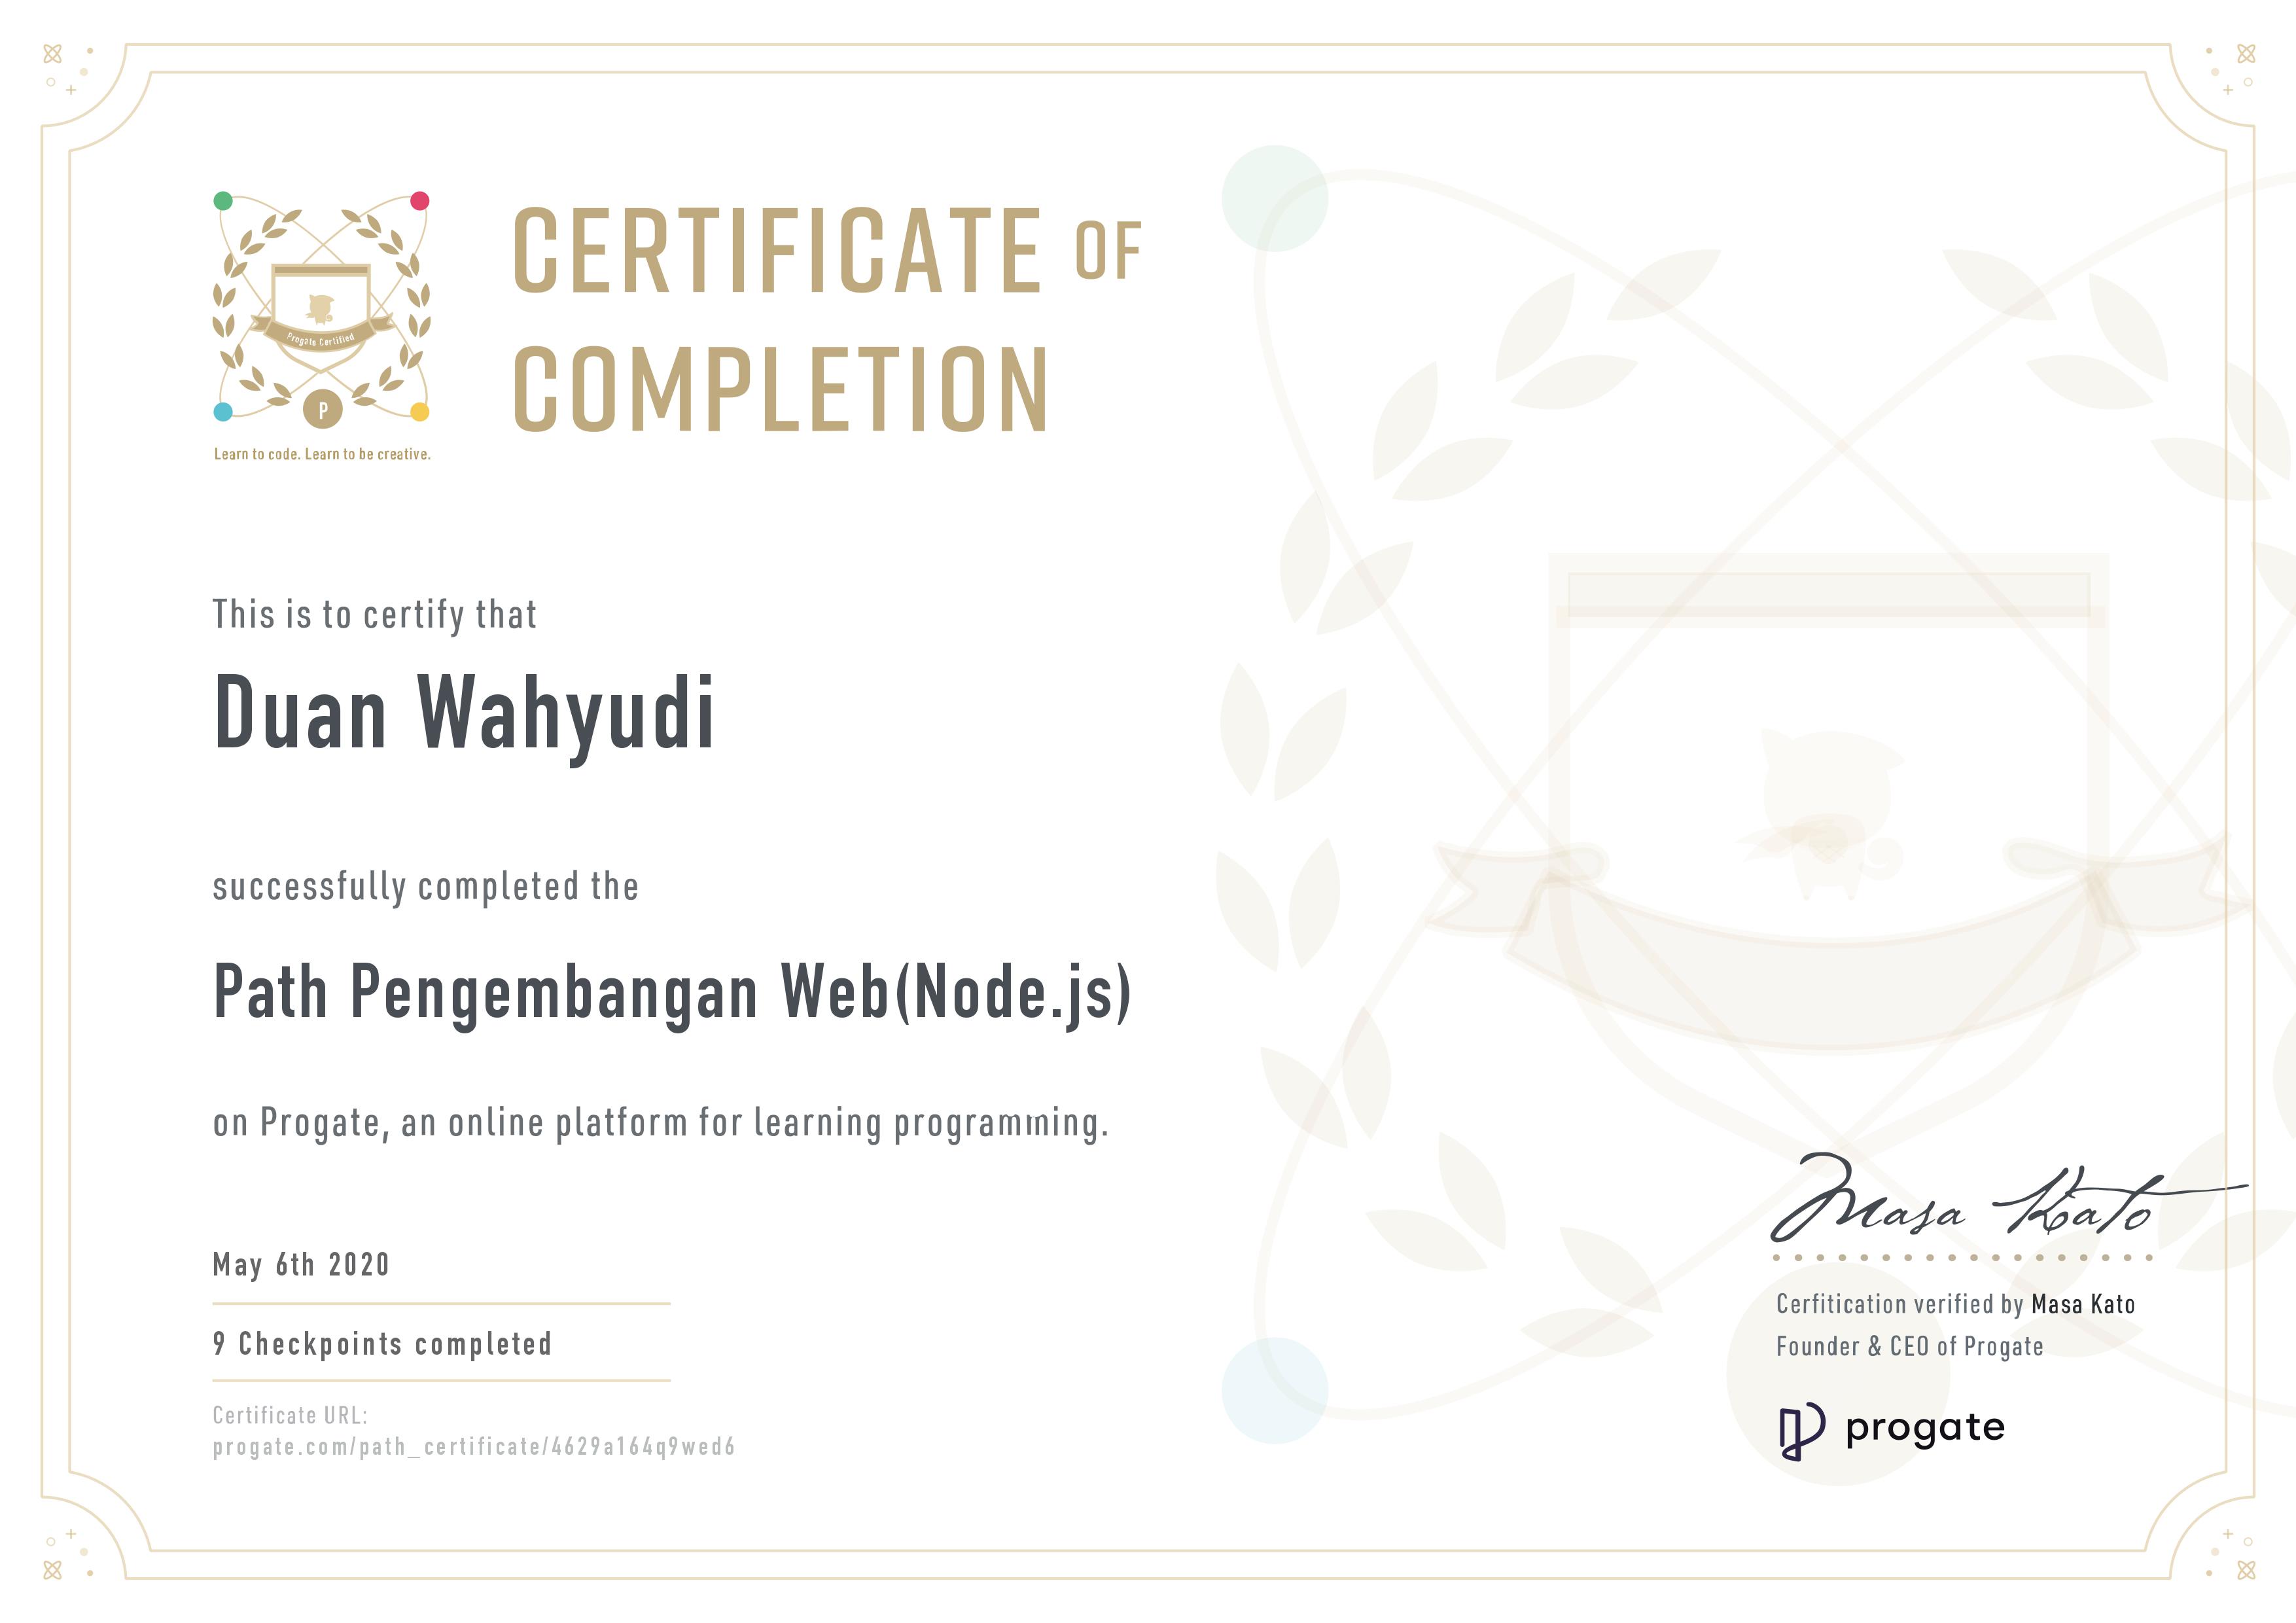 CERTIFICATE OF
COMPLETION
Progate Certified
P
Learn to code. Learn to be creative.
This is to certify that
Duan Wahyudi
successfully completed the
Path Pengembangan Web(Node.js)
on Progate, an online platform for learning programming.
May 6th 2020
9 Checkpoints completed
Certificate URL:
progate.com/path_certificate/4629a164q9wed6
Masa Kato
Cerfitication verified by Masa Kato
Founder & CEO of Progate
progate